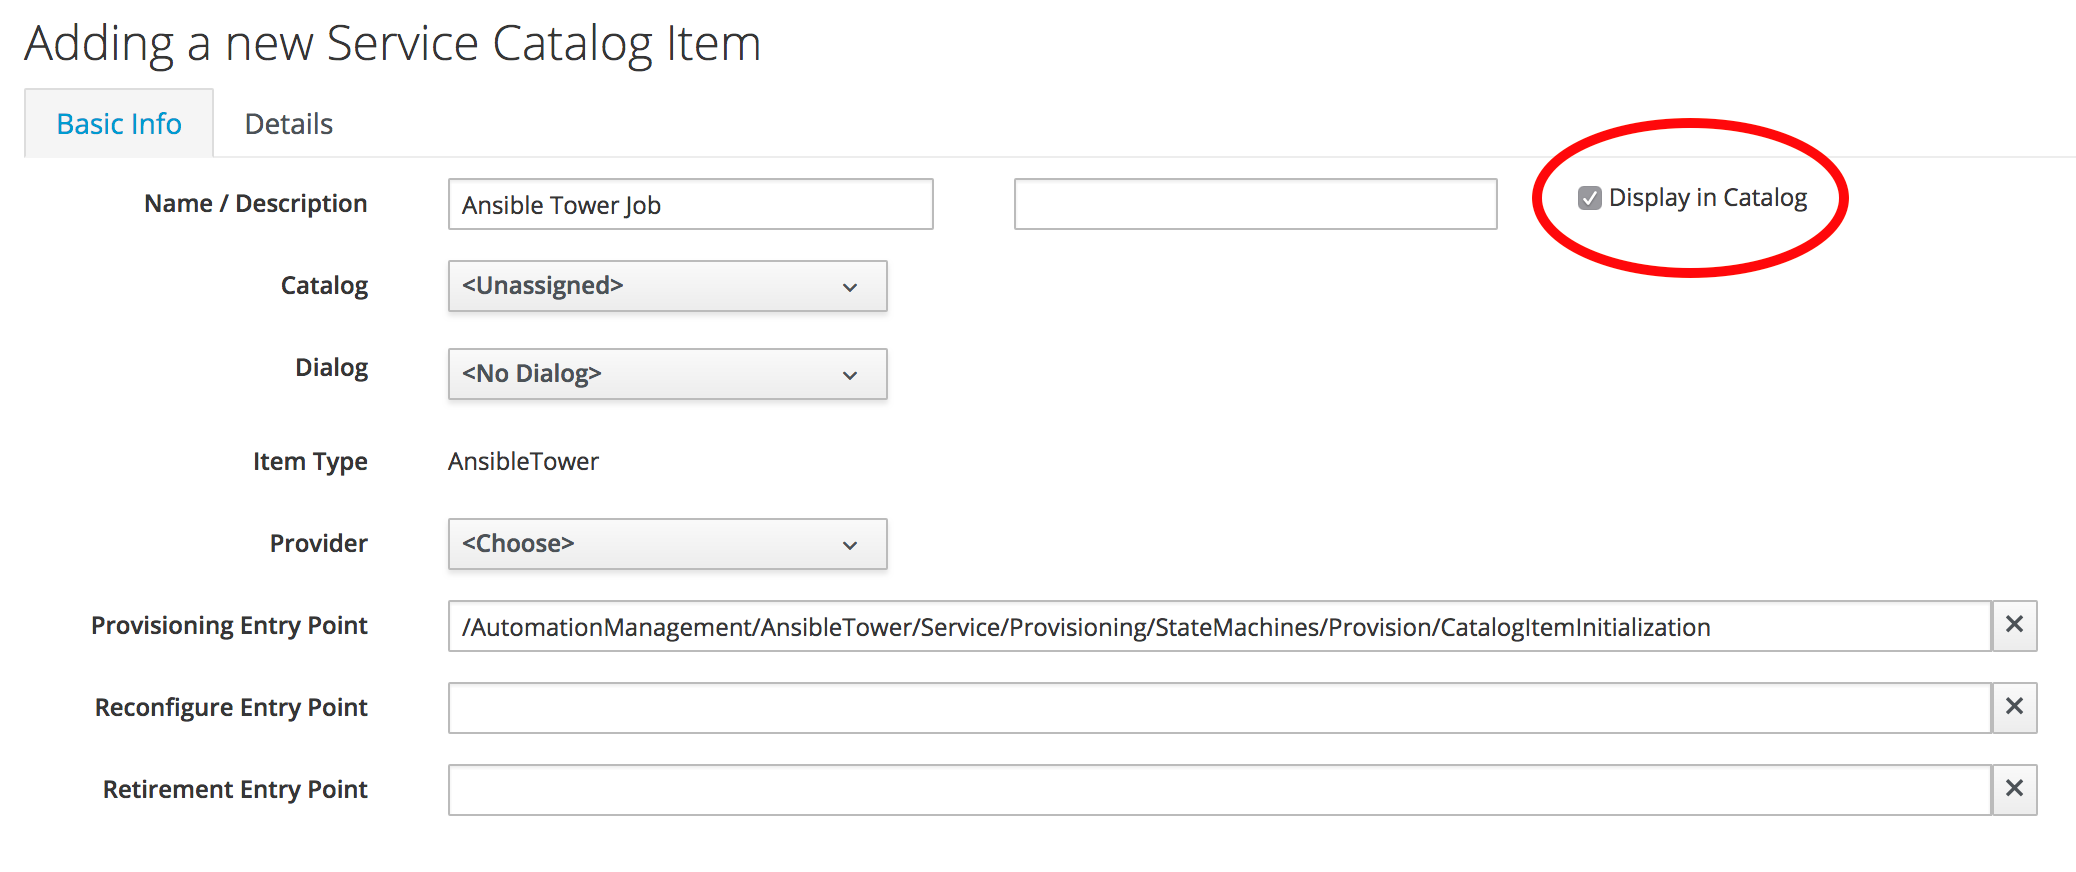 Adding a new Service Catalog Item
Basic Info Details
Name / Description Ansible Tower Job Display in Catalog
Catalog <Unassigned>
Dialog <No Dialog>
Item Type AnsibleTower
Provider <Choose>
Provisioning Entry Point /AutomationManagement/AnsibleTower/Service/Provisioning/StateMachines/Provision/CatalogItemInitialization
Reconfigure Entry Point
Retirement Entry Point